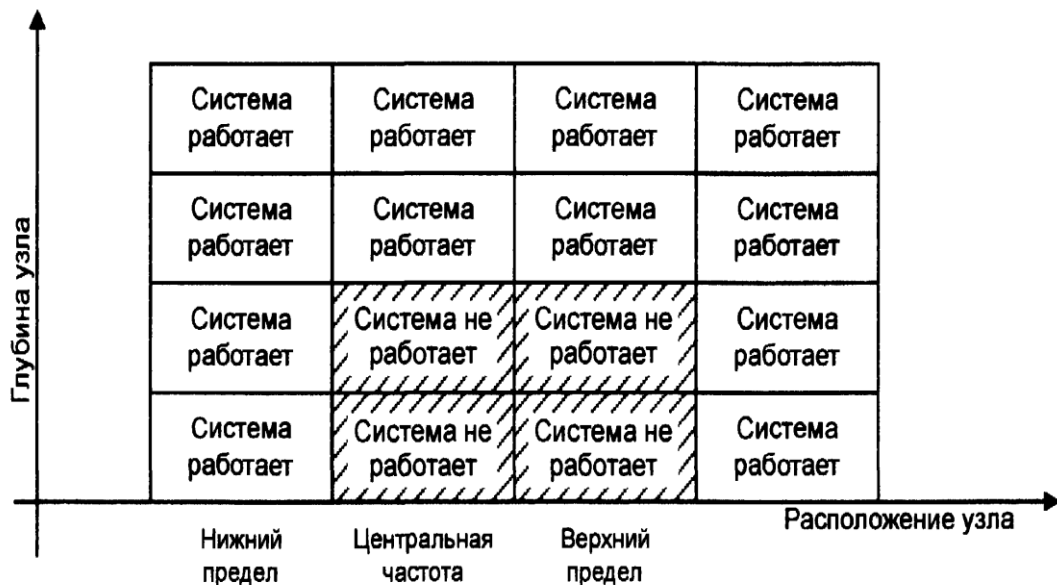 Глубина узла
Система
работает
Система
работает
Система
работает
Система
работает
Система
работает
Система
работает
Система
работает
Система
работает
Система
работает
Система не
работает
Система не
работает
Система
работает
Система
работает
Система не
работает
Система не
работает
Система
работает
Расположение узла
Нижний
предел
Центральная
частота
Верхний
предел